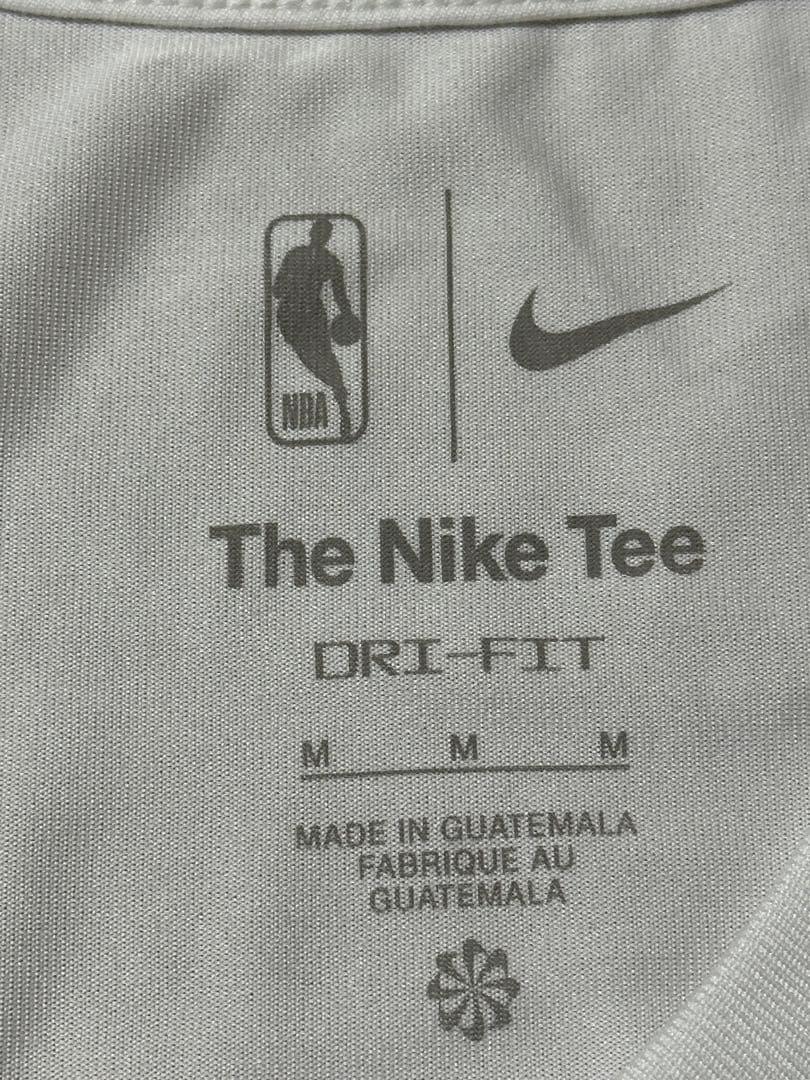 NBA
The Nike Tee
DRI-FIT
M M M
MADE IN GUATEMALA
FABRIQUE AU
GUATEMALA